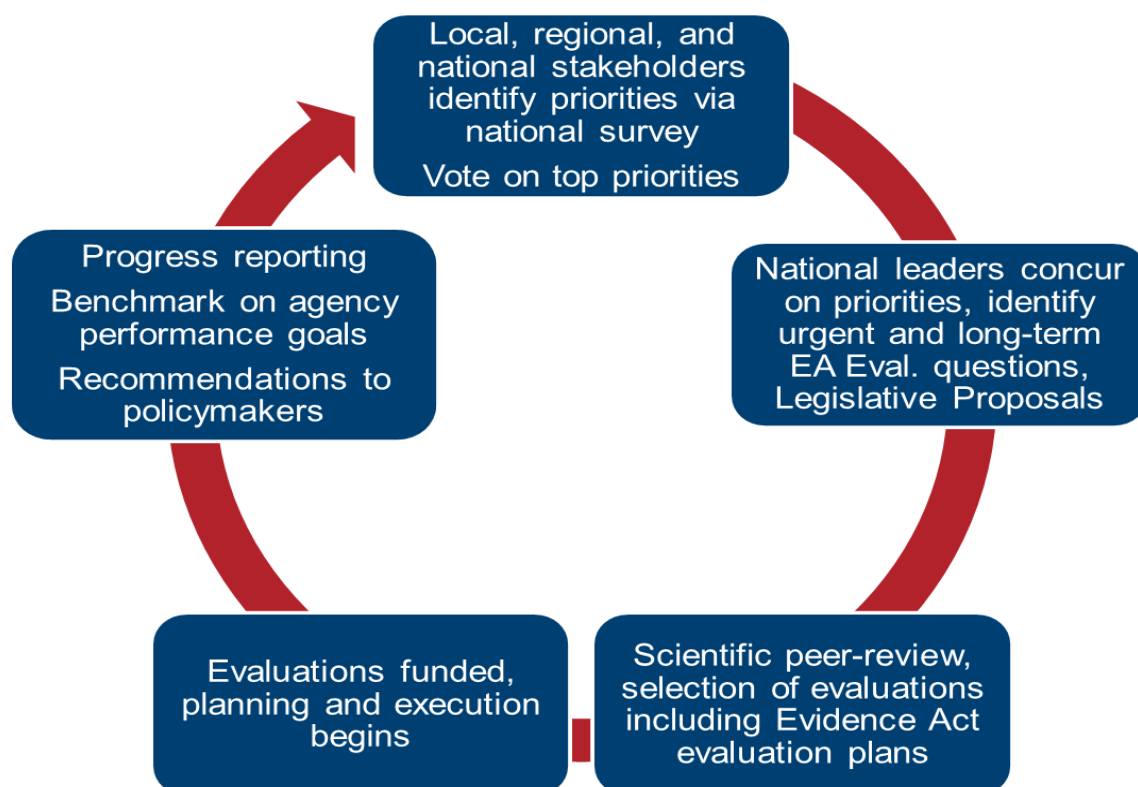 Local, regional, and
national stakeholders
identify priorities via
national survey
Vote on top priorities
National leaders concur
on priorities, identify
urgent and long-term
EA Eval. questions,
Legislative Proposals
Scientific peer-review,
selection of evaluations
including Evidence Act
evaluation plans
Evaluations funded,
planning and execution
begins
Progress reporting
Benchmark on agency
performance goals
Recommendations to
policymakers